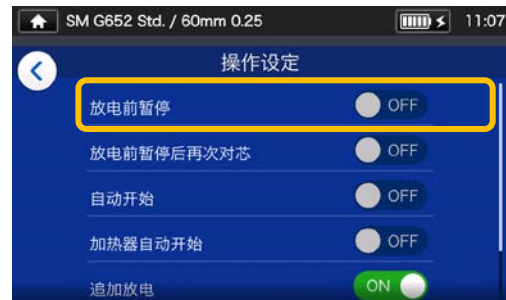 SM G652 Std. / 60mm 0.25 11:07
操作设定
放电前暂停 OFF
放电前暂停后再次对芯 OFF
自动开始 OFF
加热器自动开始 OFF
追加放电 ON